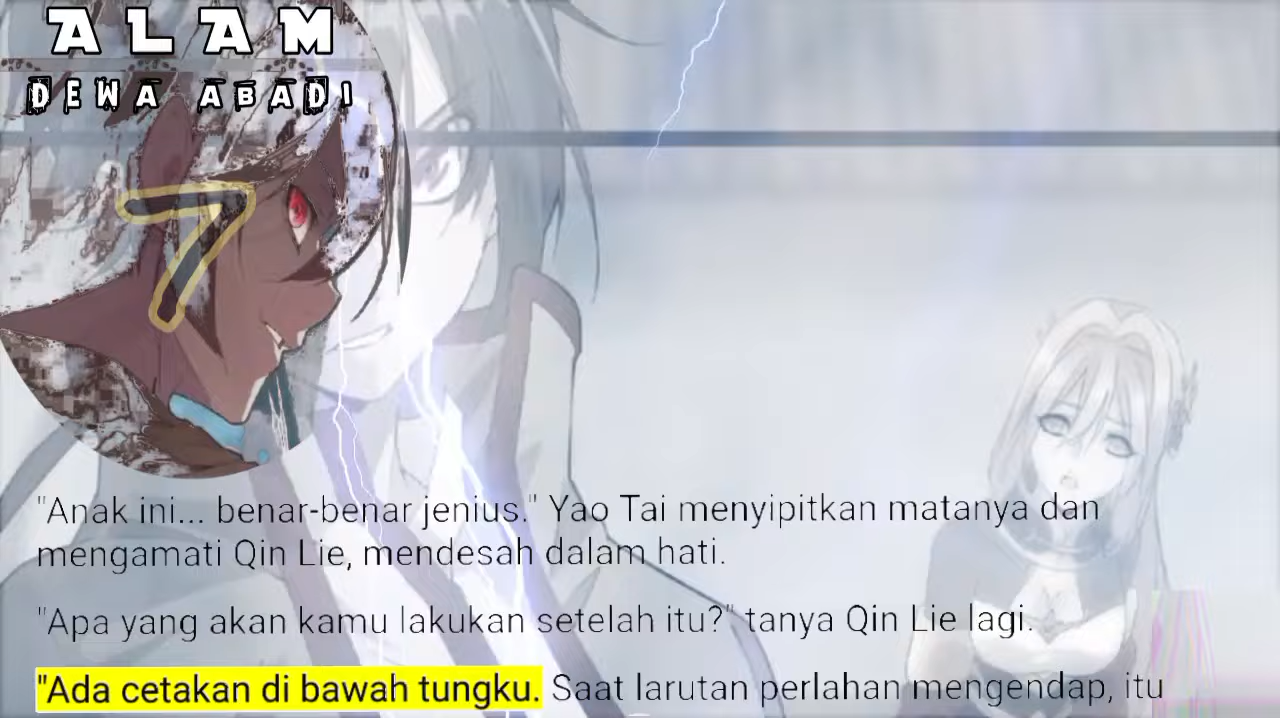 ALAM
DEWA ABADI
7
"Anak ini... benar-benar jenius." Yao Tai menyipitkan matanya dan
mengamati Qin Lie, mendesah dalam hati.
"Apa yang akan kamu lakukan setelah itu?" tanya Qin Lie lagi.
"Ada cetakan di bawah tungku. Saat larutan perlahan mengendap, itu